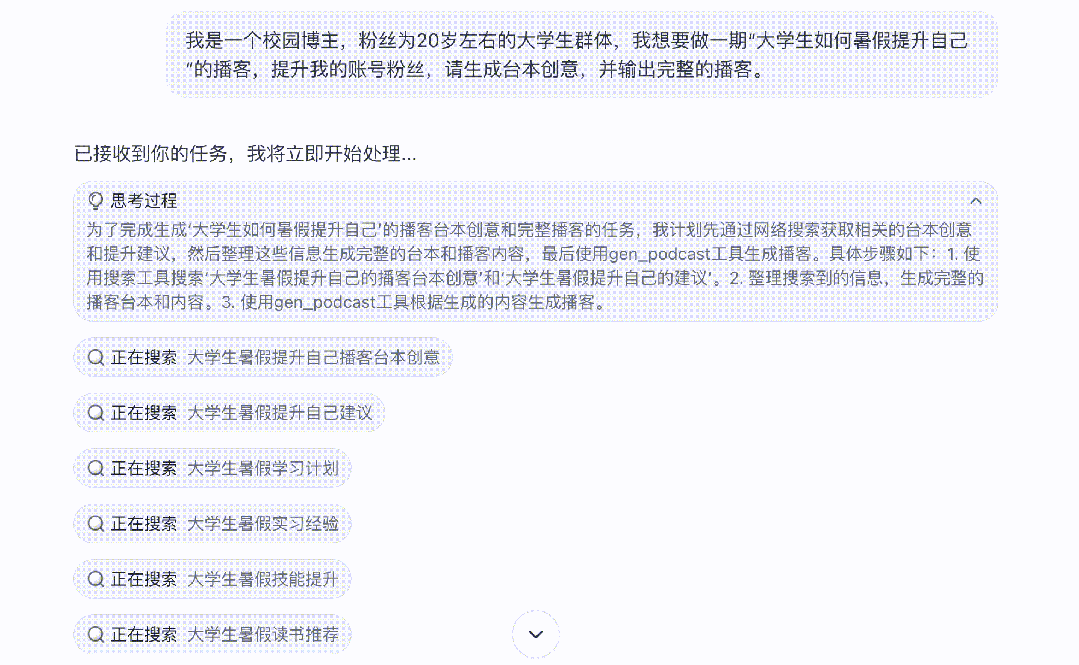 我是一个校园博主，粉丝为20岁左右的大学生群体，我想要做一期“大学生如何暑假提升自己
“的播客，提升我的账号粉丝，请生成台本创意，并输出完整的播客。
已接收到你的任务，我将立即开始处理...
思考过程
为了完成生成‘大学生如何暑假提升自己’的播客台本创意和完整播客的任务，我计划先通过网络搜索获取相关的台本创意
和提升建议，然后整理这些信息生成完整的台本和播客内容，最后使用gen_podcast工具生成播客。具体步骤如下：1. 使
用搜索工具搜索‘大学生暑假提升自己的播客台本创意’和‘大学生暑假提升自己的建议’。2. 整理搜索到的信息，生成完整的
播客台本和内容。3. 使用gen_podcast工具根据生成的内容生成播客。
正在搜索 大学生暑假提升自己播客台本创意
正在搜索 大学生暑假提升自己建议
正在搜索 大学生暑假学习计划
正在搜索 大学生暑假实习经验
正在搜索 大学生暑假技能提升
正在搜索 大学生暑假读书推荐